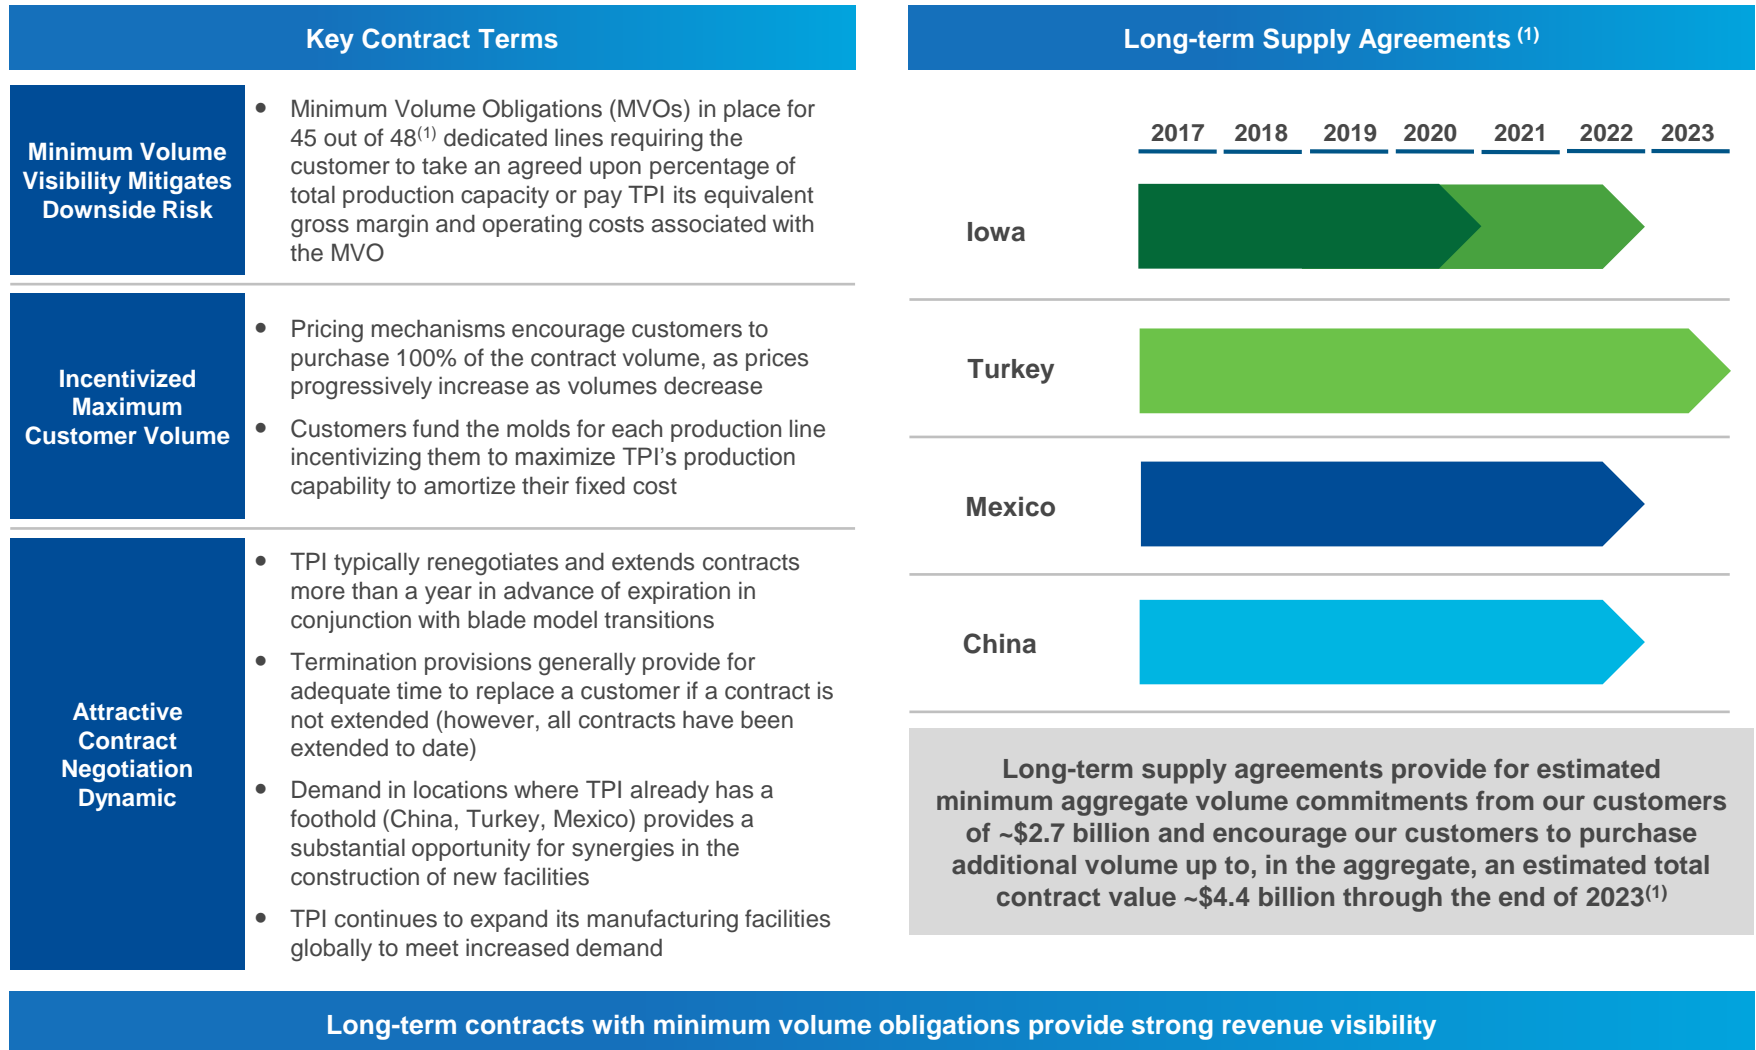 Key Contract Terms
Minimum Volume
Visibility Mitigates
Downside Risk
• Minimum Volume Obligations (MVOs) in place for
45 out of 48(1) dedicated lines requiring the
customer to take an agreed upon percentage of
total production capacity or pay TPI its equivalent
gross margin and operating costs associated with
the MVO
Incentivized
Maximum
Customer Volume
• Pricing mechanisms encourage customers to
purchase 100% of the contract volume, as prices
progressively increase as volumes decrease
• Customers fund the molds for each production line
incentivizing them to maximize TPI’s production
capability to amortize their fixed cost
Attractive
Contract
Negotiation
Dynamic
• TPI typically renegotiates and extends contracts
more than a year in advance of expiration in
conjunction with blade model transitions
• Termination provisions generally provide for
adequate time to replace a customer if a contract is
not extended (however, all contracts have been
extended to date)
• Demand in locations where TPI already has a
foothold (China, Turkey, Mexico) provides a
substantial opportunity for synergies in the
construction of new facilities
• TPI continues to expand its manufacturing facilities
globally to meet increased demand
Long-term Supply Agreements (1)
2017 2018 2019 2020 2021 2022 2023
Iowa
Turkey
Mexico
China
Long-term supply agreements provide for estimated
minimum aggregate volume commitments from our customers
of ~$2.7 billion and encourage our customers to purchase
additional volume up to, in the aggregate, an estimated total
contract value ~$4.4 billion through the end of 2023(1)
Long-term contracts with minimum volume obligations provide strong revenue visibility